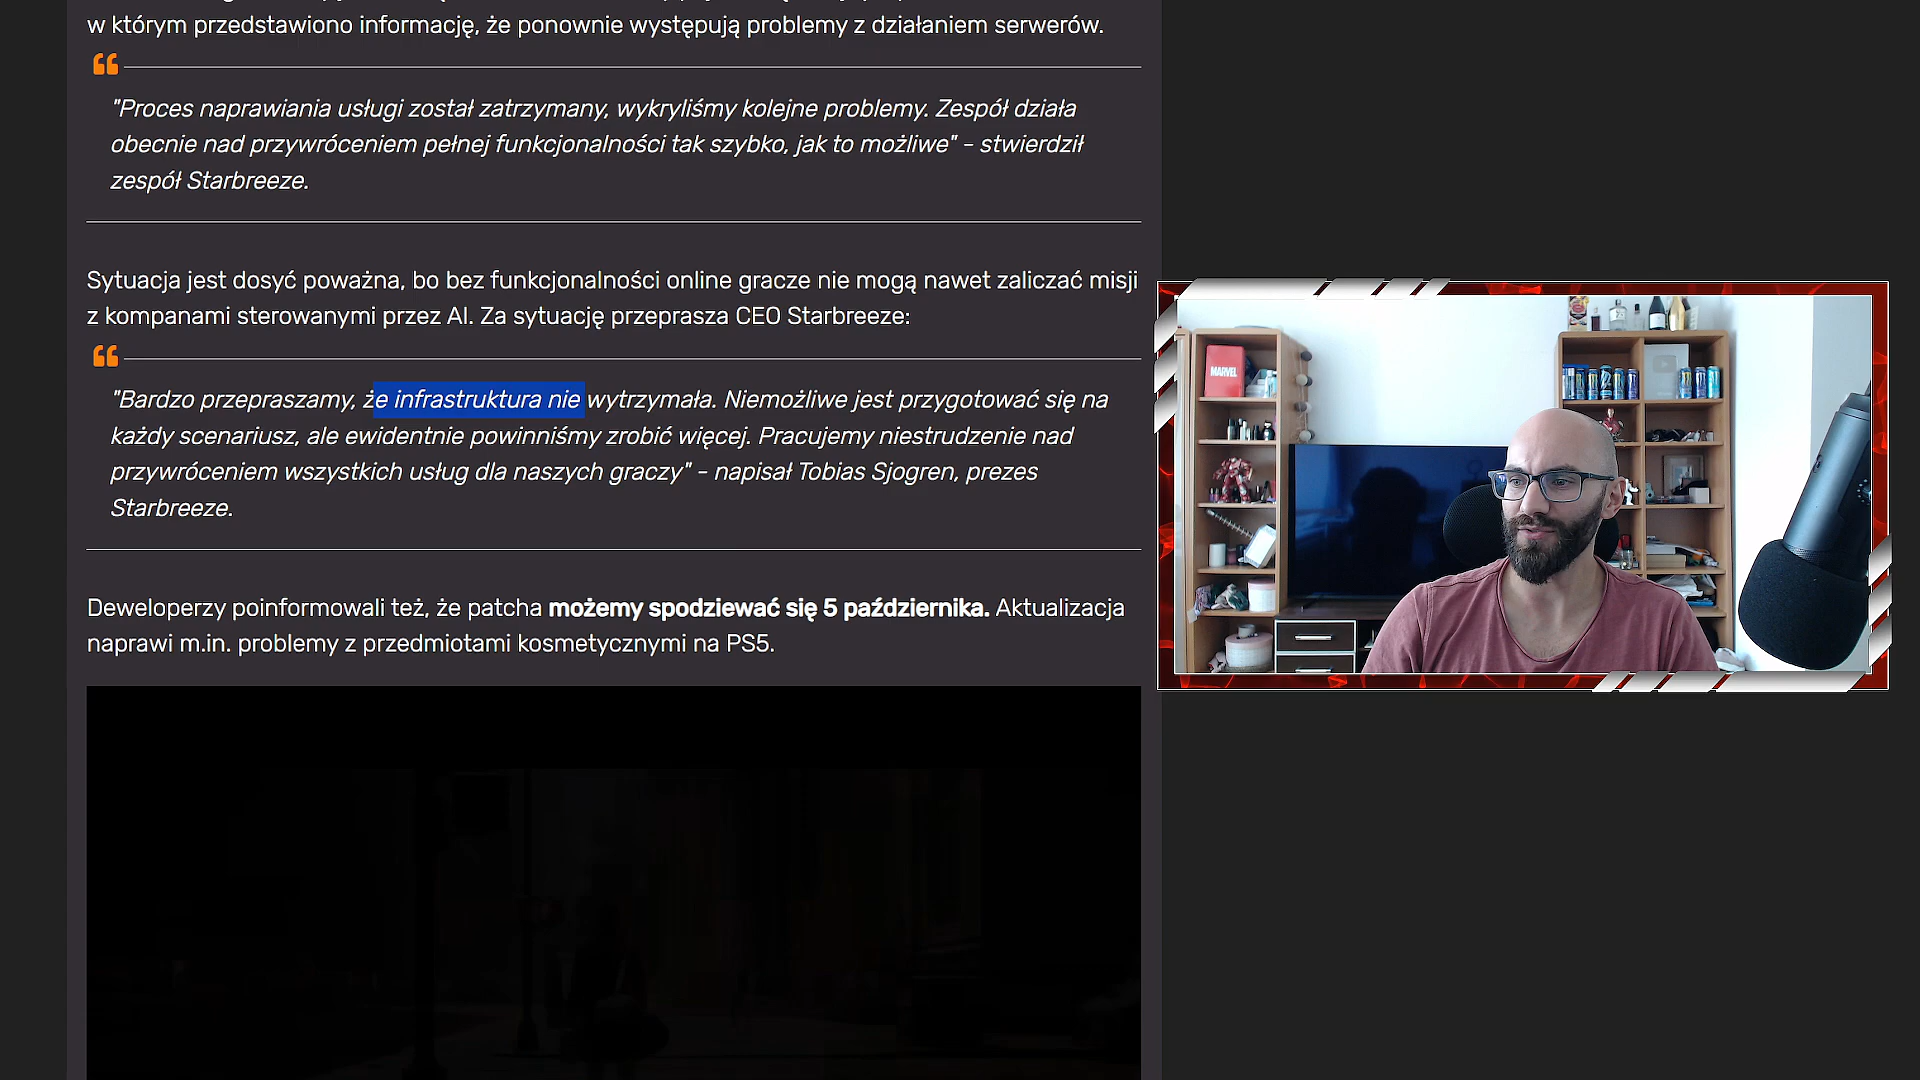 w którym przedstawiono informację, że ponownie występują problemy z działaniem serwerów.
"Proces naprawiania usługi został zatrzymany, wykryliśmy kolejne problemy. Zespół działa
obecnie nad przywróceniem pełnej funkcjonalności tak szybko, jak to możliwe" - stwierdził
zespół Starbreeze.
Sytuacja jest dosyć poważna, bo bez funkcjonalności online gracze nie mogą nawet zaliczać misji
z kompanami sterowanymi przez AI. Za sytuację przeprasza CEO Starbreeze:
"Bardzo przepraszamy, że infrastruktura nie wytrzymała. Niemożliwe jest przygotować się na
każdy scenariusz, ale ewidentnie powinniśmy zrobić więcej. Pracujemy niestrudzenie nad
przywróceniem wszystkich usług dla naszych graczy" - napisał Tobias Sjogren, prezes
Starbreeze.
Deweloperzy poinformowali też, że patcha możemy spodziewać się 5 października. Aktualizacja
naprawi m.in. problemy z przedmiotami kosmetycznymi na PS5.
MARVEL